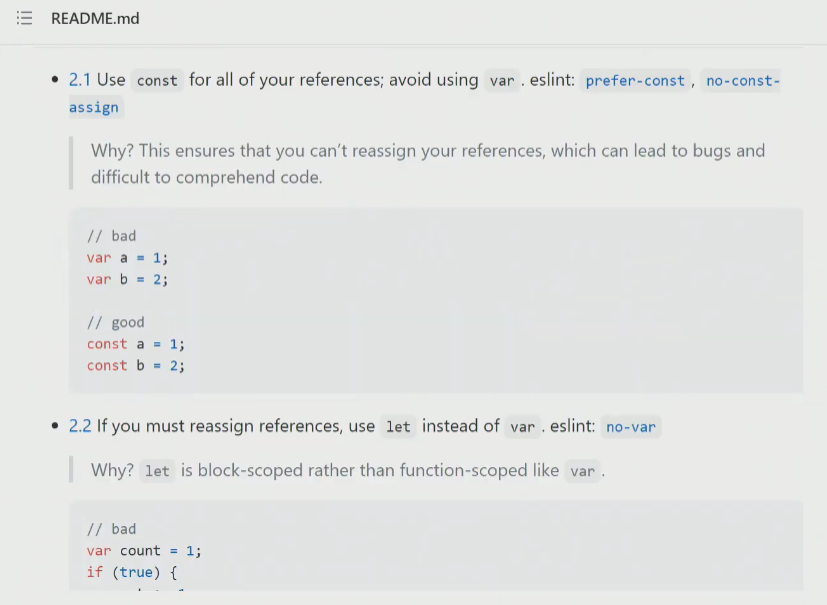 README.md
• 2.1 Use const for all of your references; avoid using var . eslint: prefer-const , no-const-
assign
Why? This ensures that you can't reassign your references, which can lead to bugs and
difficult to comprehend code.
// bad
var a = 1;
var b = 2;
// good
const a = 1;
const b = 2;
• 2.2 If you must reassign references, use let instead of var . eslint: no-var
Why? let is block-scoped rather than function-scoped like var .
// bad
var count = 1;
if (true) {